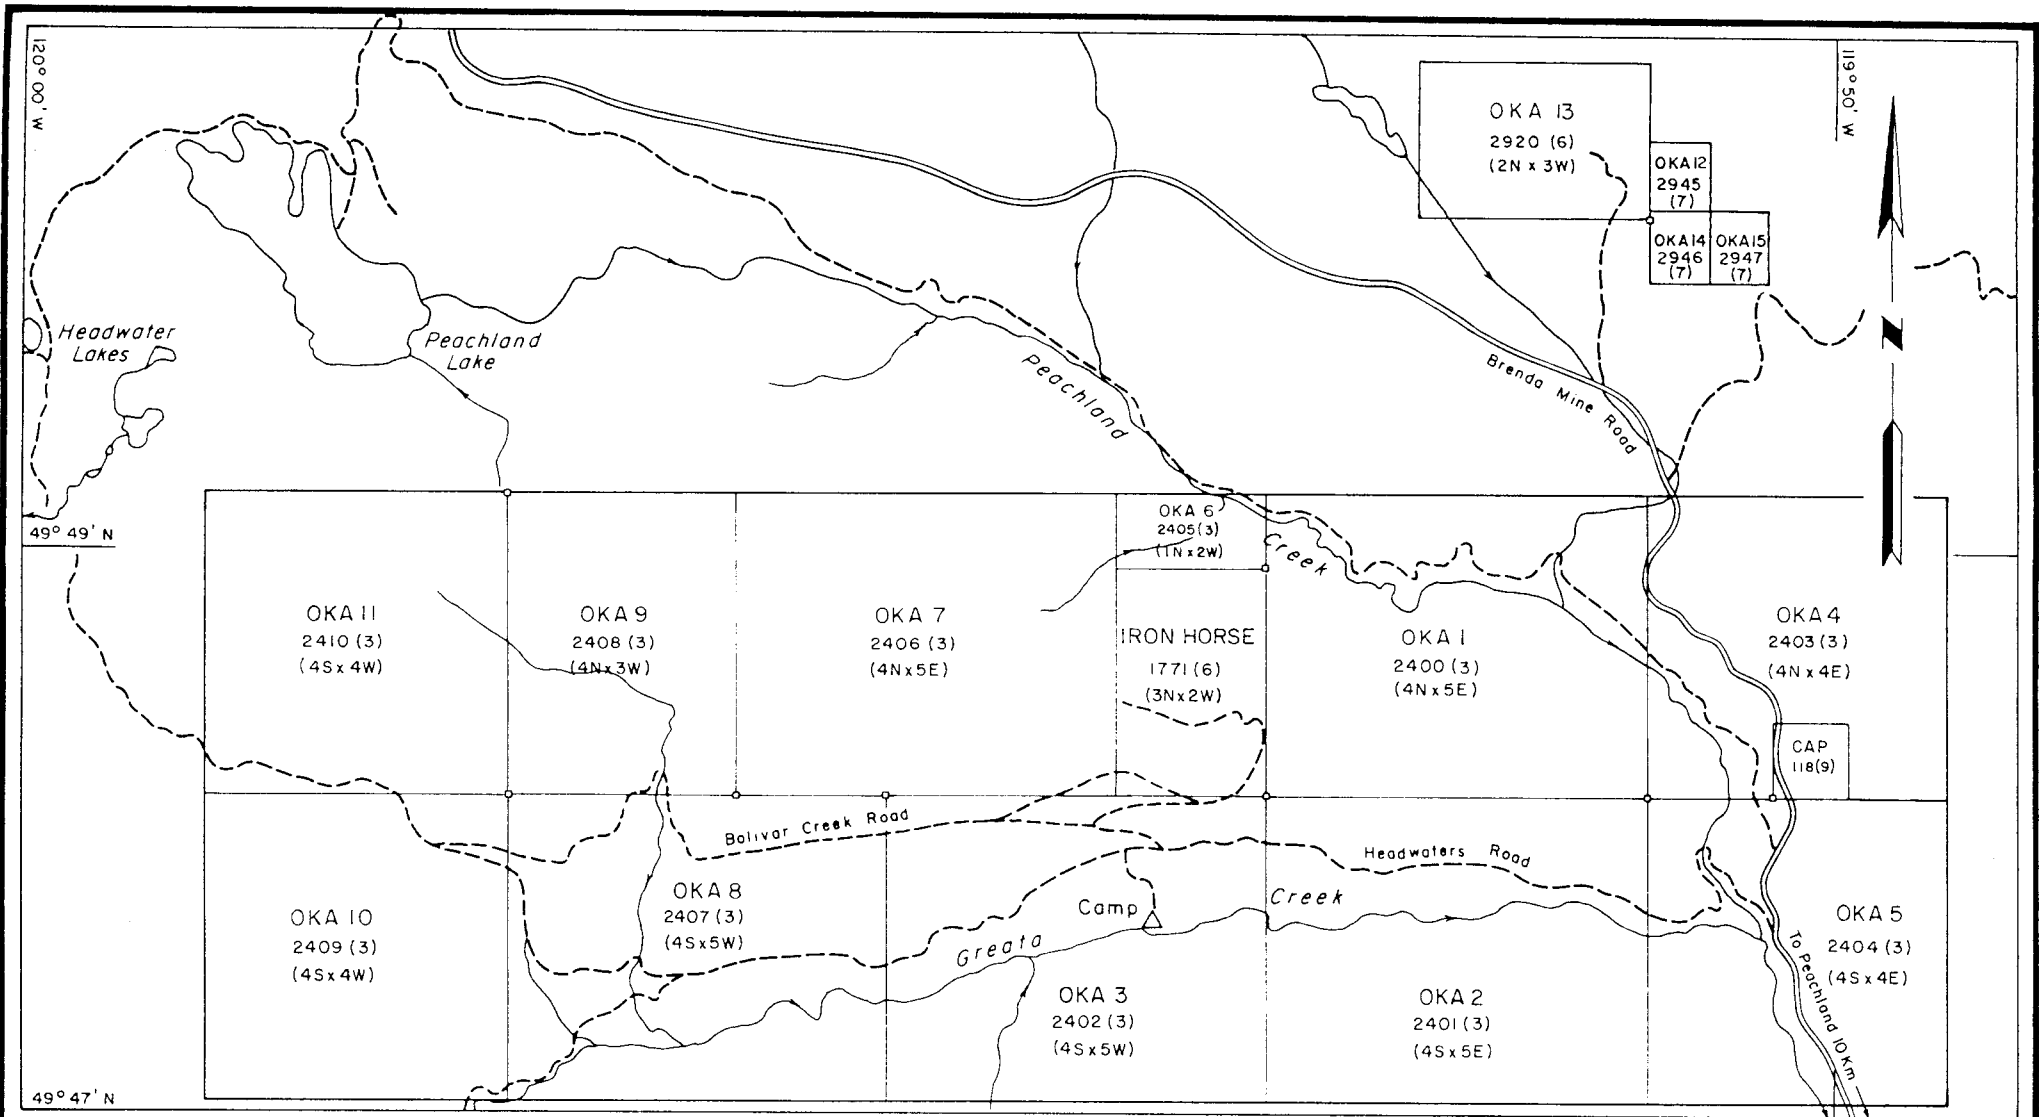 120° 00' W
119° 50' W
OKA 13
2920 (6)
(2N x 3W)
OKA 12
2945
(7)
OKA 14
2946
(7)
OKA 15
2947
(7)
N
Headwater
Lakes
Peachland
Lake
Peachland
Creek
Brenda Mine Road
49° 49' N
OKA 6
2405 (3)
(1N x 2W)
OKA 11
2410 (3)
(4S x 4W)
OKA 9
2408 (3)
(4N x 3W)
OKA 7
2406 (3)
(4N x 5E)
IRON HORSE
1771 (6)
(3N x 2W)
OKA 1
2400 (3)
(4N x 5E)
OKA 4
2403 (3)
(4N x 4E)
CAP
118 (9)
Bolivar Creek Road
Headwaters Road
OKA 10
2409 (3)
(4S x 4W)
OKA 8
2407 (3)
(4S x 5W)
Camp
Greata Creek
OKA 5
2404 (3)
(4S x 4E)
OKA 3
2402 (3)
(4S x 5W)
OKA 2
2401 (3)
(4S x 5E)
To Peachland 10 Km
49° 47' N